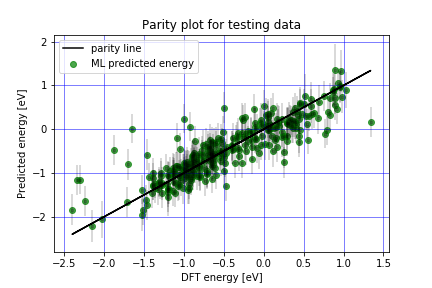 Parity plot for testing data
parity line
ML predicted energy
Predicted energy [eV]
2
1
0
−1
−2
−2.5
−2.0
−1.5
−1.0
−0.5
0.0
0.5
1.0
1.5
DFT energy [eV]